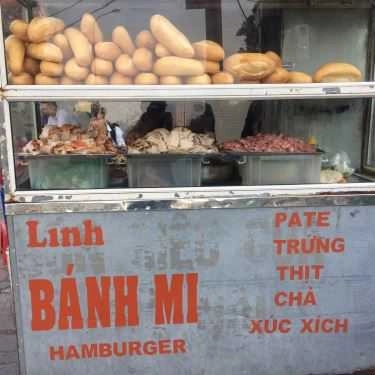 Linh
BÁNH MI
HAMBURGER
PATE
TRỨNG
THỊT
CHẢ
XÚC XÍCH